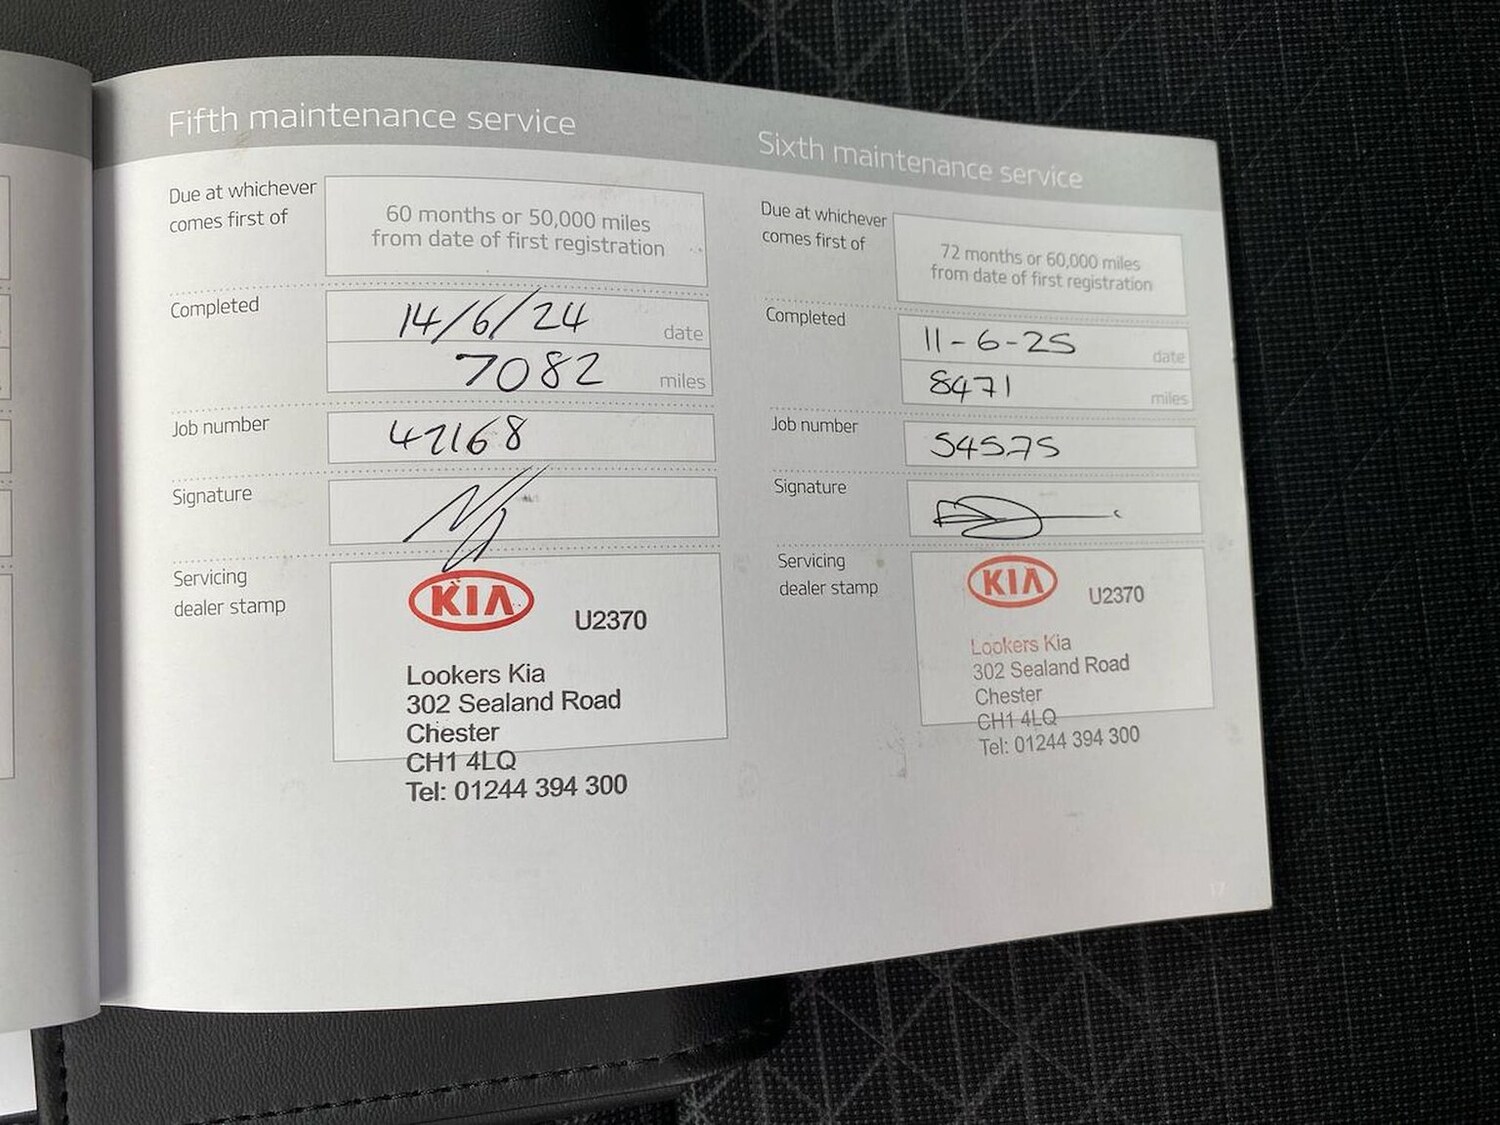 Fifth maintenance service
Due at whichever
comes first of
60 months or 50,000 miles
from date of first registration
Completed
14/6/24 date
7082 miles
Job number
42168
Signature
Servicing
dealer stamp
KIA
U2370
Lookers Kia
302 Sealand Road
Chester
CH1 4LQ
Tel: 01244 394 300
Sixth maintenance service
Due at whichever
comes first of
72 months or 60,000 miles
from date of first registration
Completed
11-6-25 date
8471 miles
Job number
54575
Signature
Servicing
dealer stamp
KIA
U2370
Lookers Kia
302 Sealand Road
Chester
CH1 4LQ
Tel: 01244 394 300
17